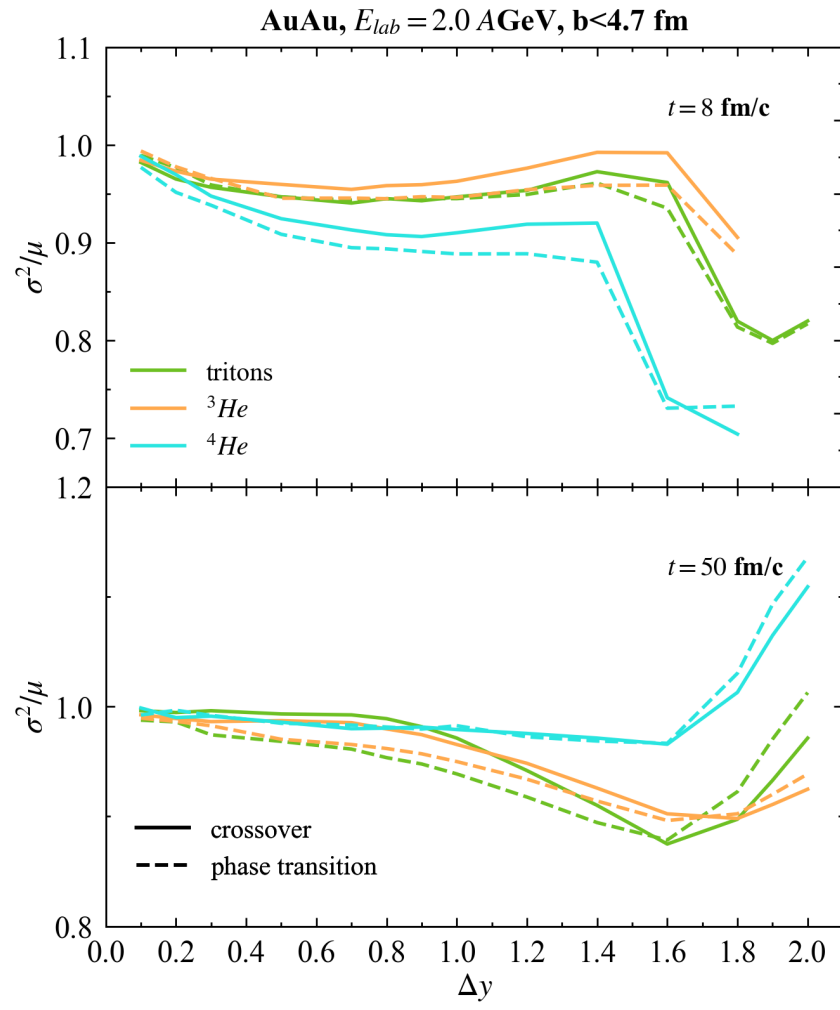 AuAu, E_lab = 2.0 AGeV, b<4.7 fm
1.1
t = 8 fm/c
1.0
σ²/μ
0.9
0.8
tritons
³He
0.7
⁴He
1.2
t = 50 fm/c
σ²/μ
1.0
crossover
phase transition
0.8
0.0 0.2 0.4 0.6 0.8 1.0 1.2 1.4 1.6 1.8 2.0
Δy